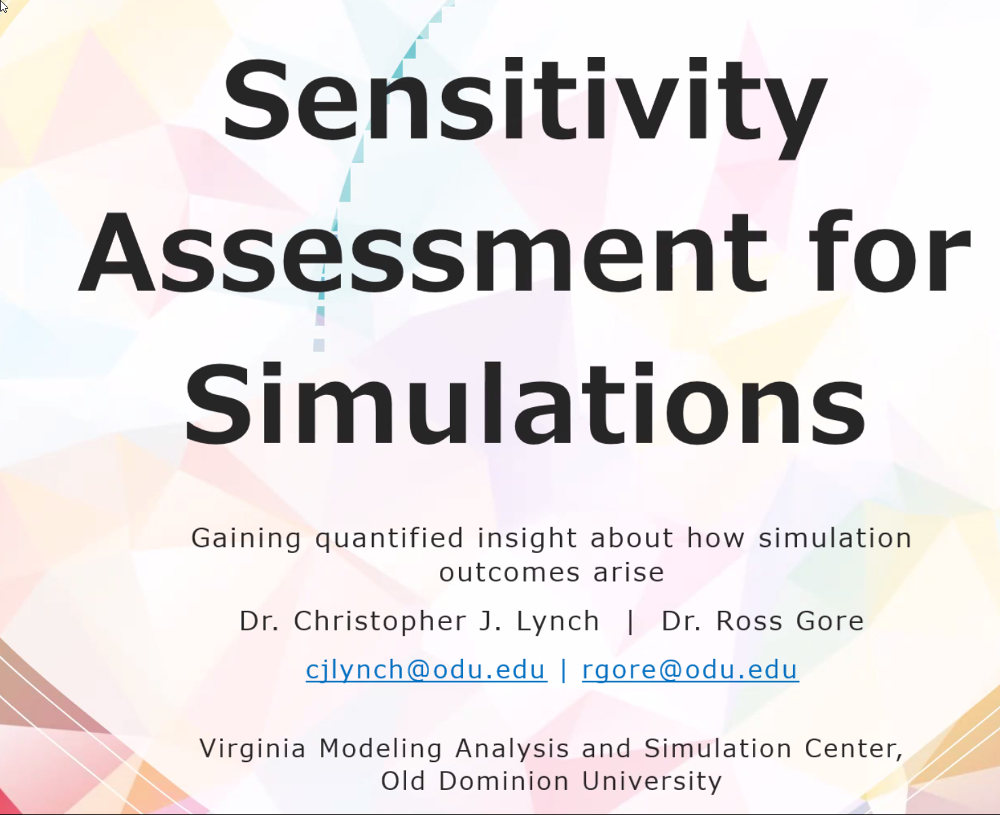 Sensitivity
Assessment for
Simulations
Gaining quantified insight about how simulation
outcomes arise
Dr. Christopher J. Lynch | Dr. Ross Gore
cjlynch@odu.edu | rgore@odu.edu
Virginia Modeling Analysis and Simulation Center,
Old Dominion University